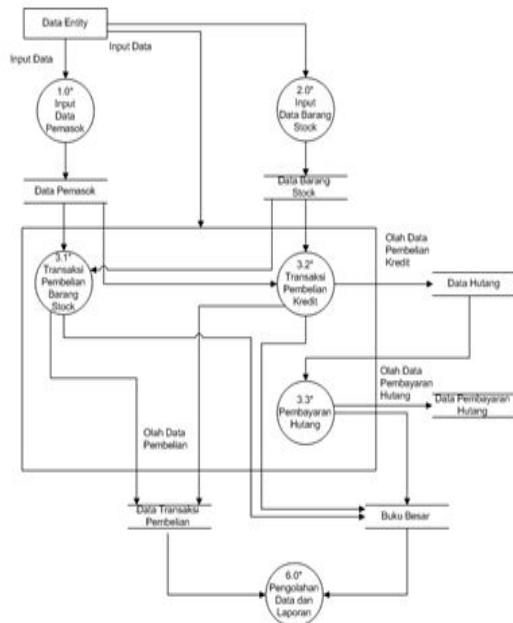 Data Entity
Input Data
Input Data
1.0*
Input
Data
Pemasok
2.0*
Input
Data Barang
Stock
Data Pemasok
Data Barang
Stock
3.1*
Transaksi
Pembelian
Barang
Stock
3.2*
Transaksi
Pembelian
Kredit
Olah Data
Pembelian
Kredit
Data Hutang
3.3*
Pembayaran
Hutang
Olah Data
Pembayaran
Hutang
Data Pembayaran
Hutang
Olah Data
Pembelian
Data Transaksi
Pembelian
Buku Besar
6.0*
Pengolahan
Data dan
Laporan